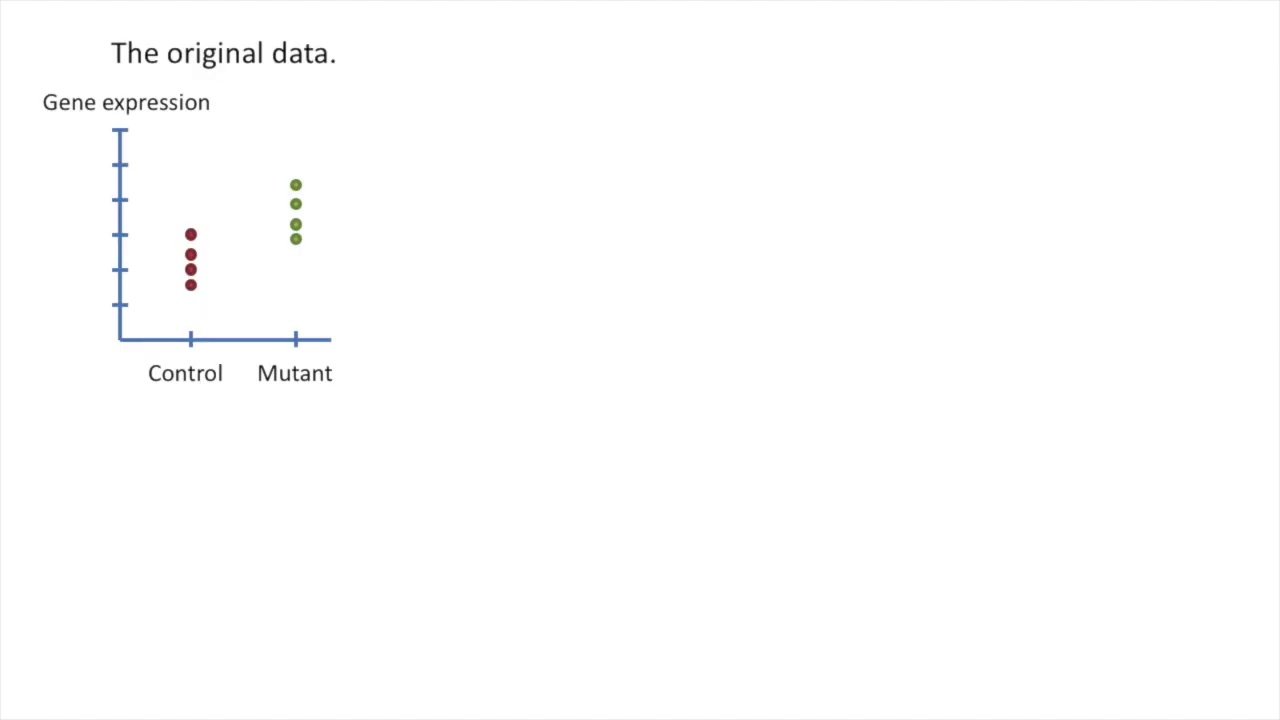 The original data.
Gene expression
Control Mutant